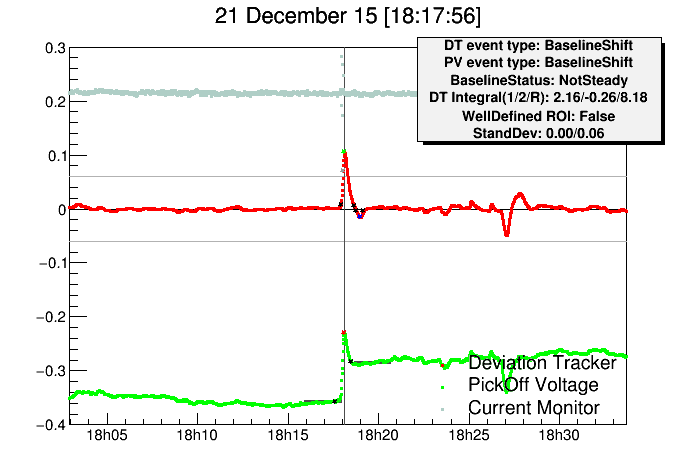 21 December 15 [18:17:56]
DT event type: BaselineShift
PV event type: BaselineShift
BaselineStatus: NotSteady
DT Integral(1/2/R): 2.16/-0.26/8.18
WellDefined ROI: False
StandDev: 0.00/0.06
0.3
0.2
0.1
0
−0.1
−0.2
−0.3
−0.4
Deviation Tracker
PickOff Voltage
Current Monitor
18h05 18h10 18h15 18h20 18h25 18h30